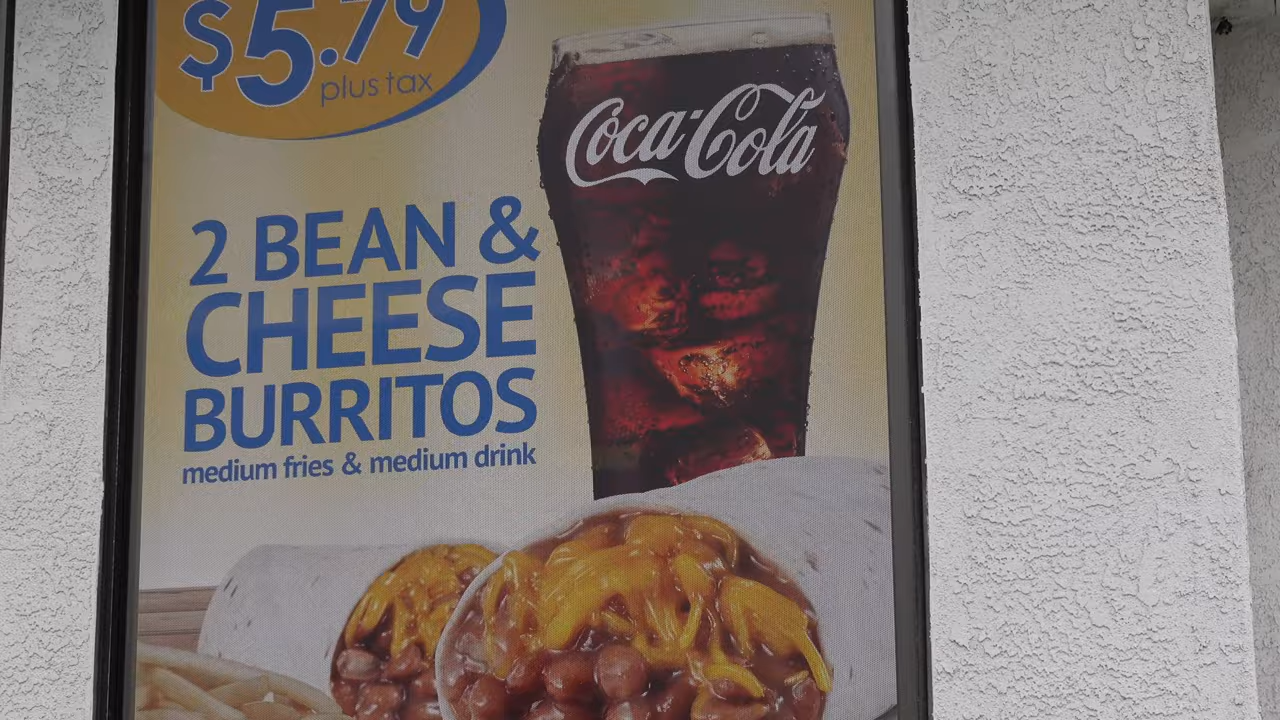 $5.79
plus tax
Coca-Cola
2 BEAN &
CHEESE
BURRITOS
medium fries & medium drink